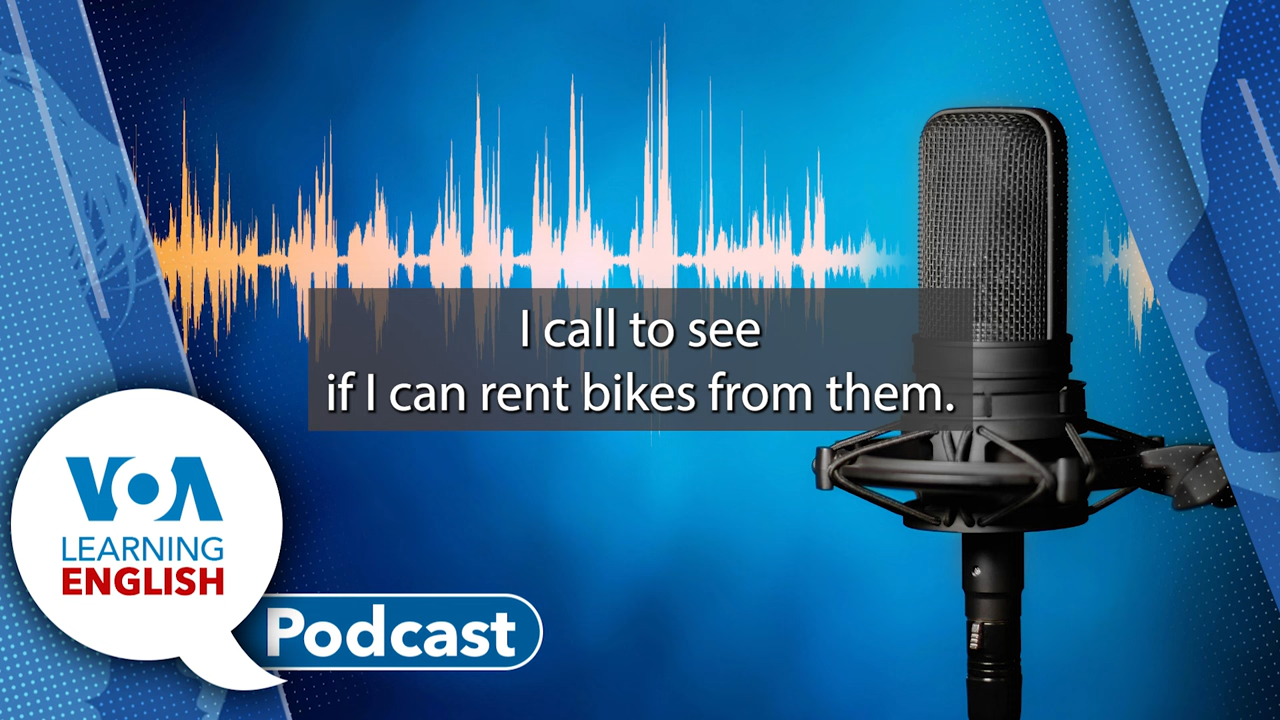 I call to see
if I can rent bikes from them.
VOA
LEARNING
ENGLISH
Podcast